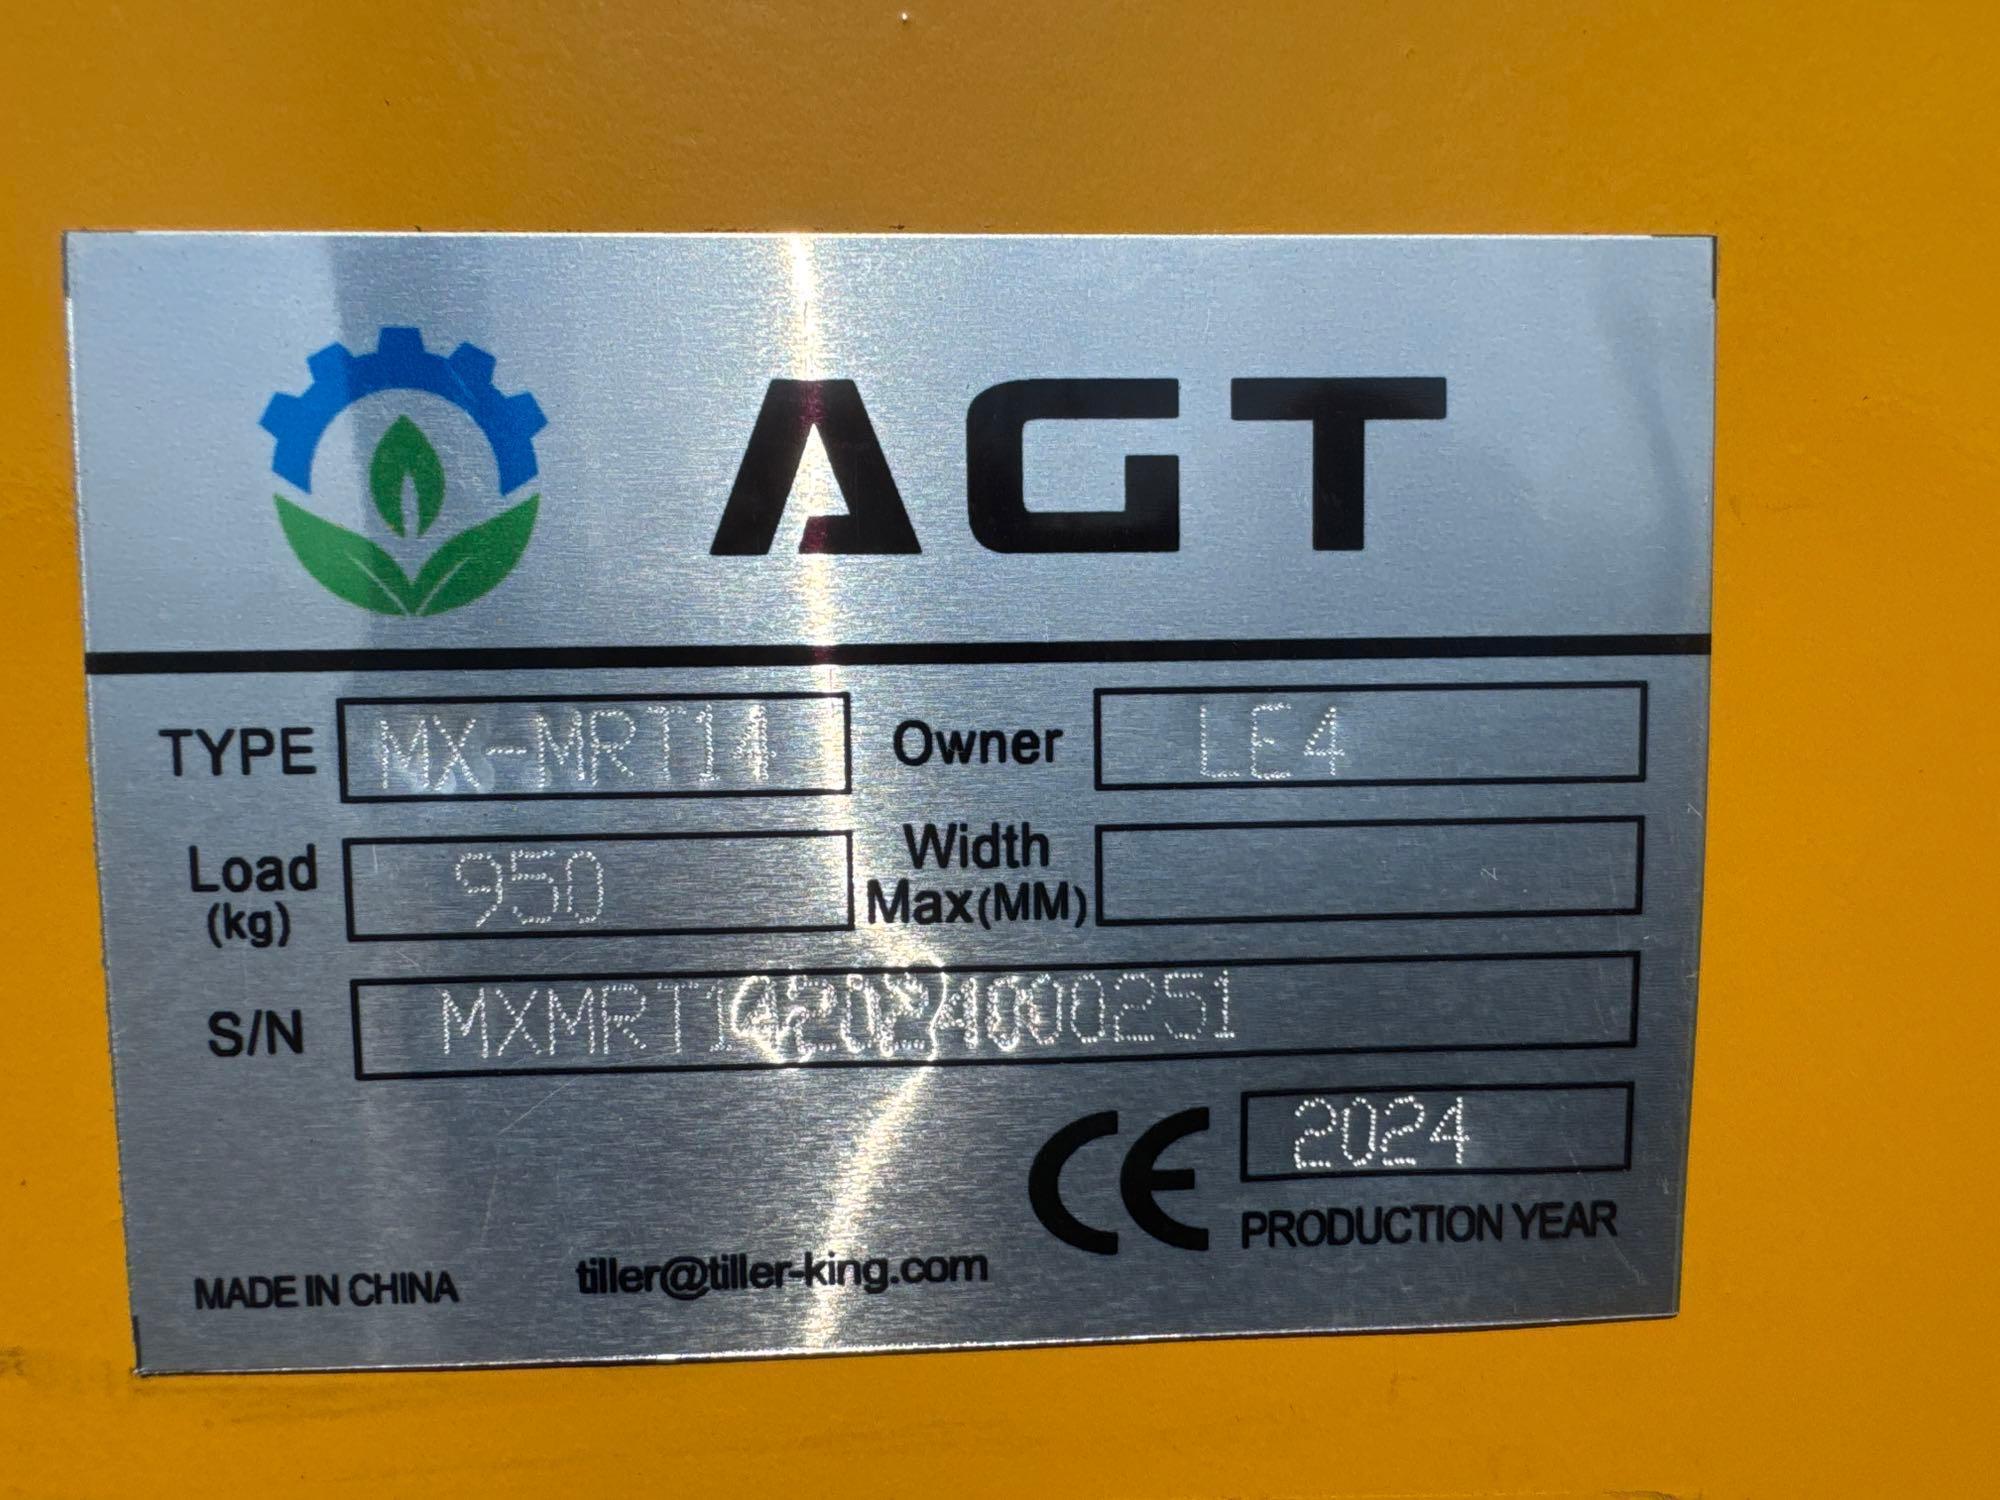 AGT
TYPE MX-MRT14 Owner LE4
Load (kg) 950 Width Max(MM)
S/N MXMRT142024000251
CE 2024
PRODUCTION YEAR
MADE IN CHINA tiller@tiller-king.com